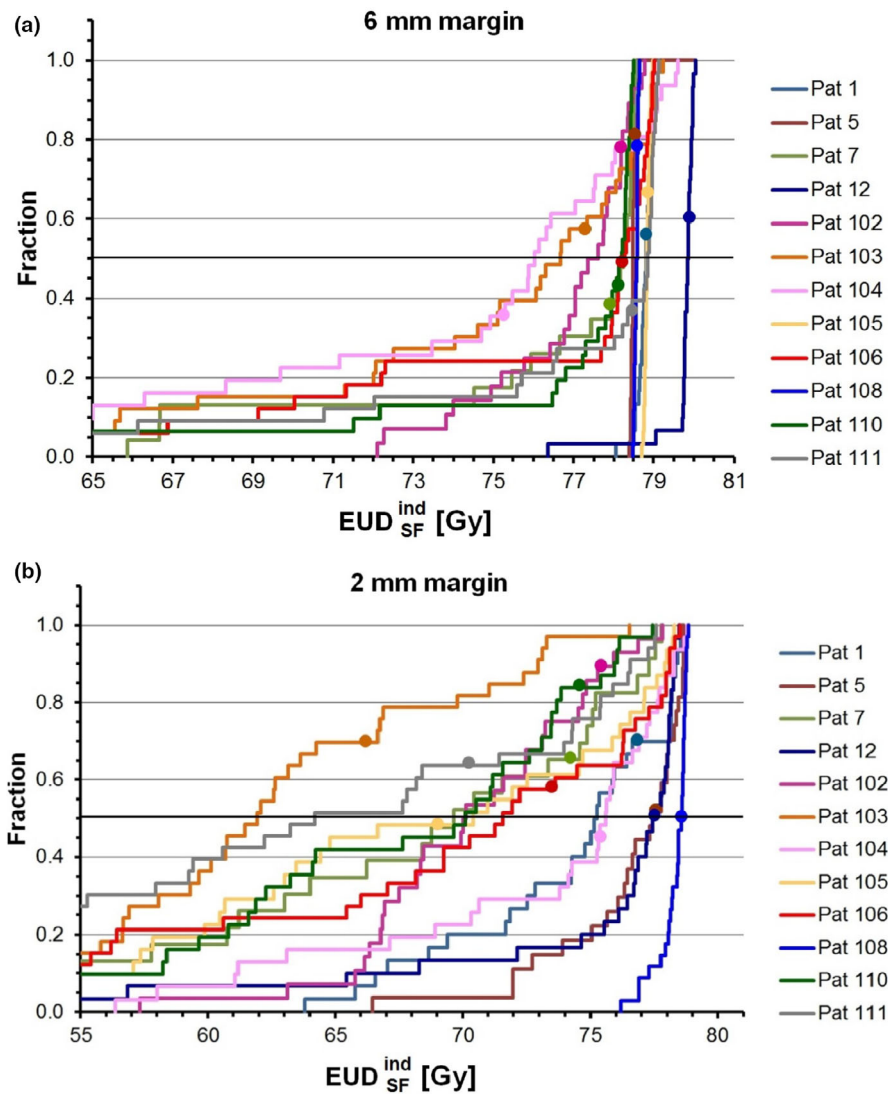 (a)
6 mm margin
Fraction
1.0
0.8
0.6
0.4
0.2
0.0
65 67 69 71 73 75 77 79 81
EUD ind SF [Gy]
Pat 1
Pat 5
Pat 7
Pat 12
Pat 102
Pat 103
Pat 104
Pat 105
Pat 106
Pat 108
Pat 110
Pat 111
(b)
2 mm margin
Fraction
1.0
0.8
0.6
0.4
0.2
0.0
55 60 65 70 75 80
EUD ind SF [Gy]
Pat 1
Pat 5
Pat 7
Pat 12
Pat 102
Pat 103
Pat 104
Pat 105
Pat 106
Pat 108
Pat 110
Pat 111